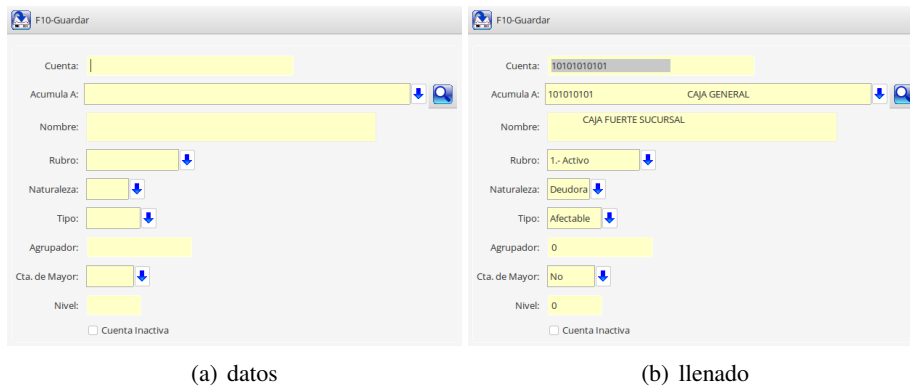 F10-Guardar
Cuenta:
Acumula A:
Nombre:
Rubro:
Naturaleza:
Tipo:
Agrupador:
Cta. de Mayor:
Nivel:
Cuenta Inactiva
(a) datos
F10-Guardar
Cuenta: 10101010101
Acumula A: 101010101 CAJA GENERAL
Nombre: CAJA FUERTE SUCURSAL
Rubro: 1.- Activo
Naturaleza: Deudora
Tipo: Afectable
Agrupador: 0
Cta. de Mayor: No
Nivel: 0
Cuenta Inactiva
(b) llenado